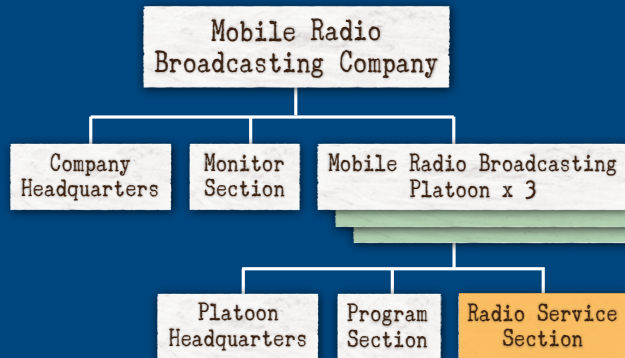 Mobile Radio
Broadcasting Company
Company
Headquarters
Monitor
Section
Mobile Radio Broadcasting
Platoon x 3
Platoon
Headquarters
Program
Section
Radio Service
Section